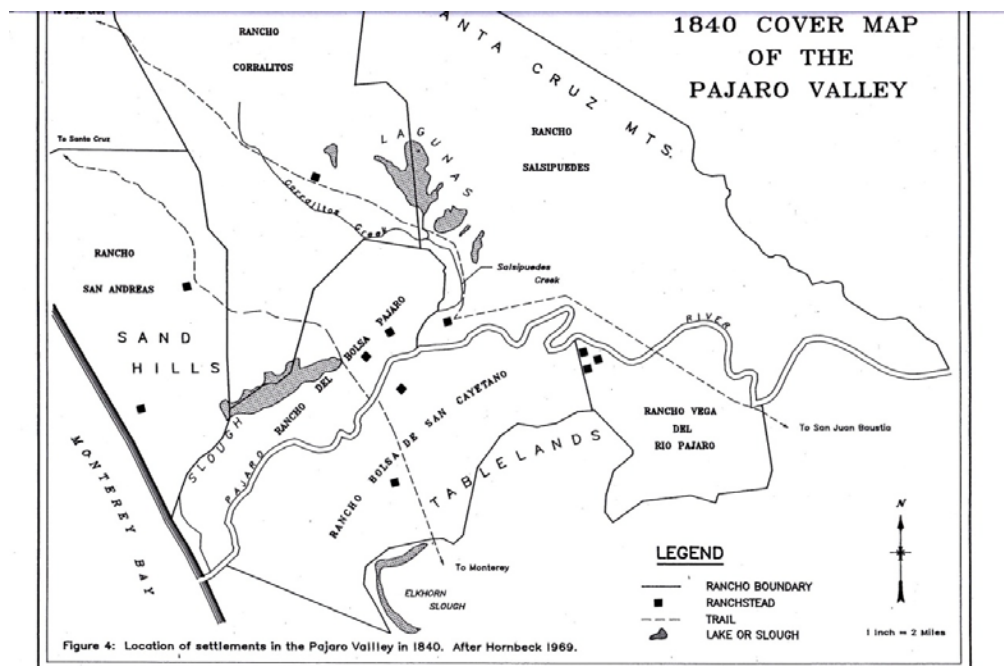 To Santa Cruz
1840 COVER MAP
OF THE
PAJARO VALLEY
RANCHO
CORRALITOS
SANTA CRUZ MTS.
RANCHO
SALSIPUEDES
LAGUNAS
To Santa Cruz
Corralitos Creek
RANCHO
SAN ANDREAS
Salsipuedes
Creek
SAND
HILLS
RIVER
RANCHO DEL BOLSA PAJARO
RANCHO BOLSA DE SAN CAYETANO
SLOUGH
PAJARO
RANCHO VEGA
DEL
RIO PAJARO
To San Juan Baustia
TABLELANDS
MONTEREY BAY
To Monterey
ELKHORN
SLOUGH
N
LEGEND
RANCHO BOUNDARY
RANCHSTEAD
TRAIL
LAKE OR SLOUGH
1 Inch = 2 Miles
Figure 4: Location of settlements in the Pajaro Vallley in 1840. After Hornbeck 1969.